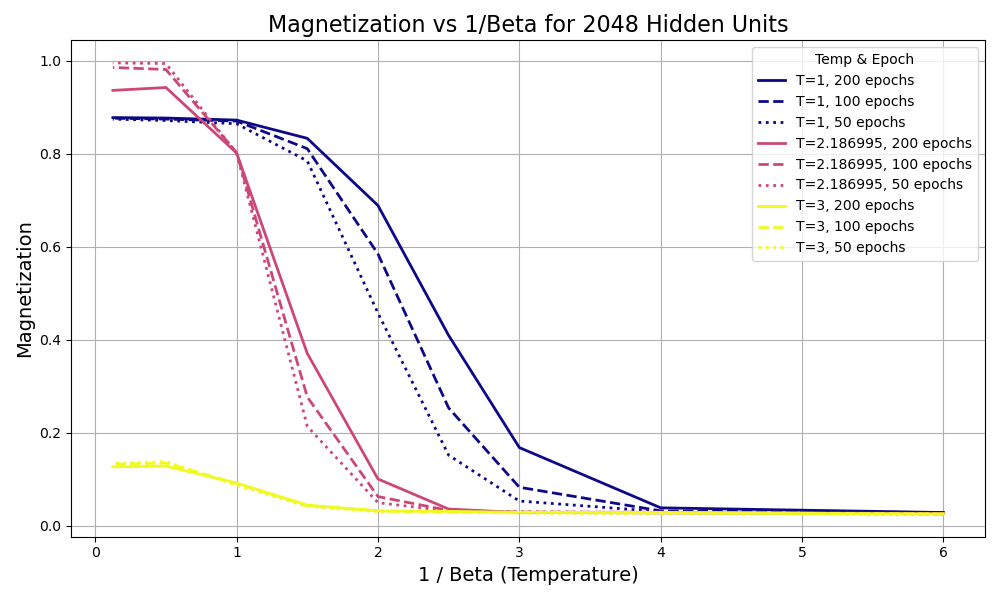 Magnetization vs 1/Beta for 2048 Hidden Units
Magnetization
1.0
0.8
0.6
0.4
0.2
0.0
0
1
2
3
4
5
6
1 / Beta (Temperature)
Temp & Epoch
T=1, 200 epochs
T=1, 100 epochs
T=1, 50 epochs
T=2.186995, 200 epochs
T=2.186995, 100 epochs
T=2.186995, 50 epochs
T=3, 200 epochs
T=3, 100 epochs
T=3, 50 epochs